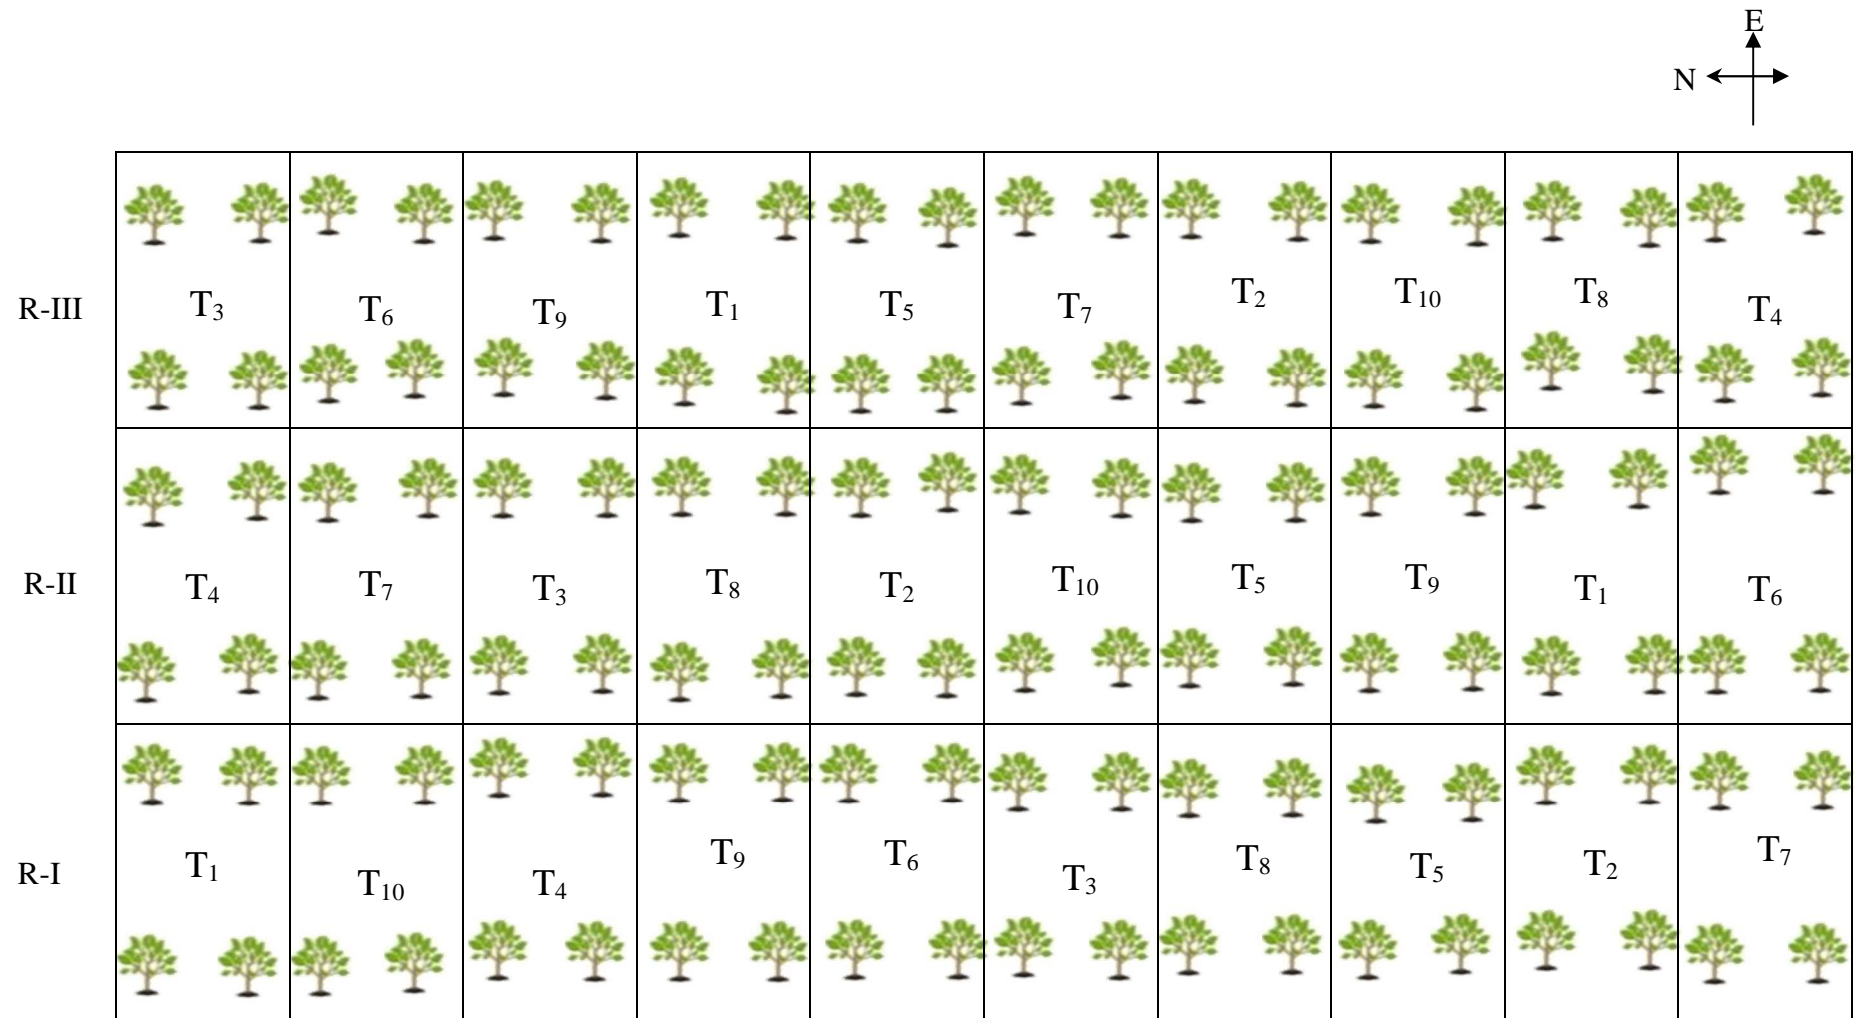 E
N
R-III T₃ T₆ T₉ T₁ T₅ T₇ T₂ T₁₀ T₈ T₄
R-II T₄ T₇ T₃ T₈ T₂ T₁₀ T₅ T₉ T₁ T₆
R-I T₁ T₁₀ T₄ T₉ T₆ T₃ T₈ T₅ T₂ T₇